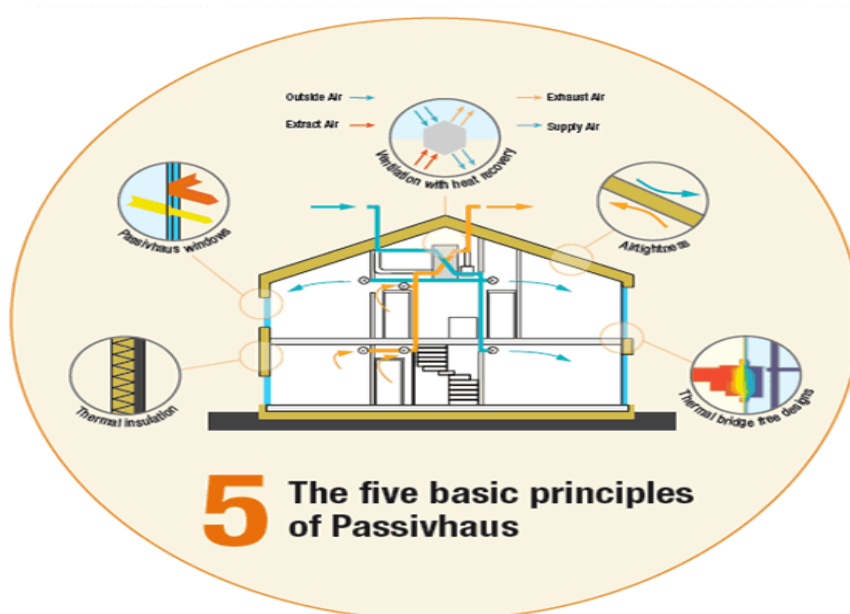 Outside Air
Exhaust Air
Extract Air
Supply Air
Ventilation with heat recovery
Passivhaus windows
Airtightness
Thermal insulation
Thermal bridge free designs
5 The five basic principles
of Passivhaus